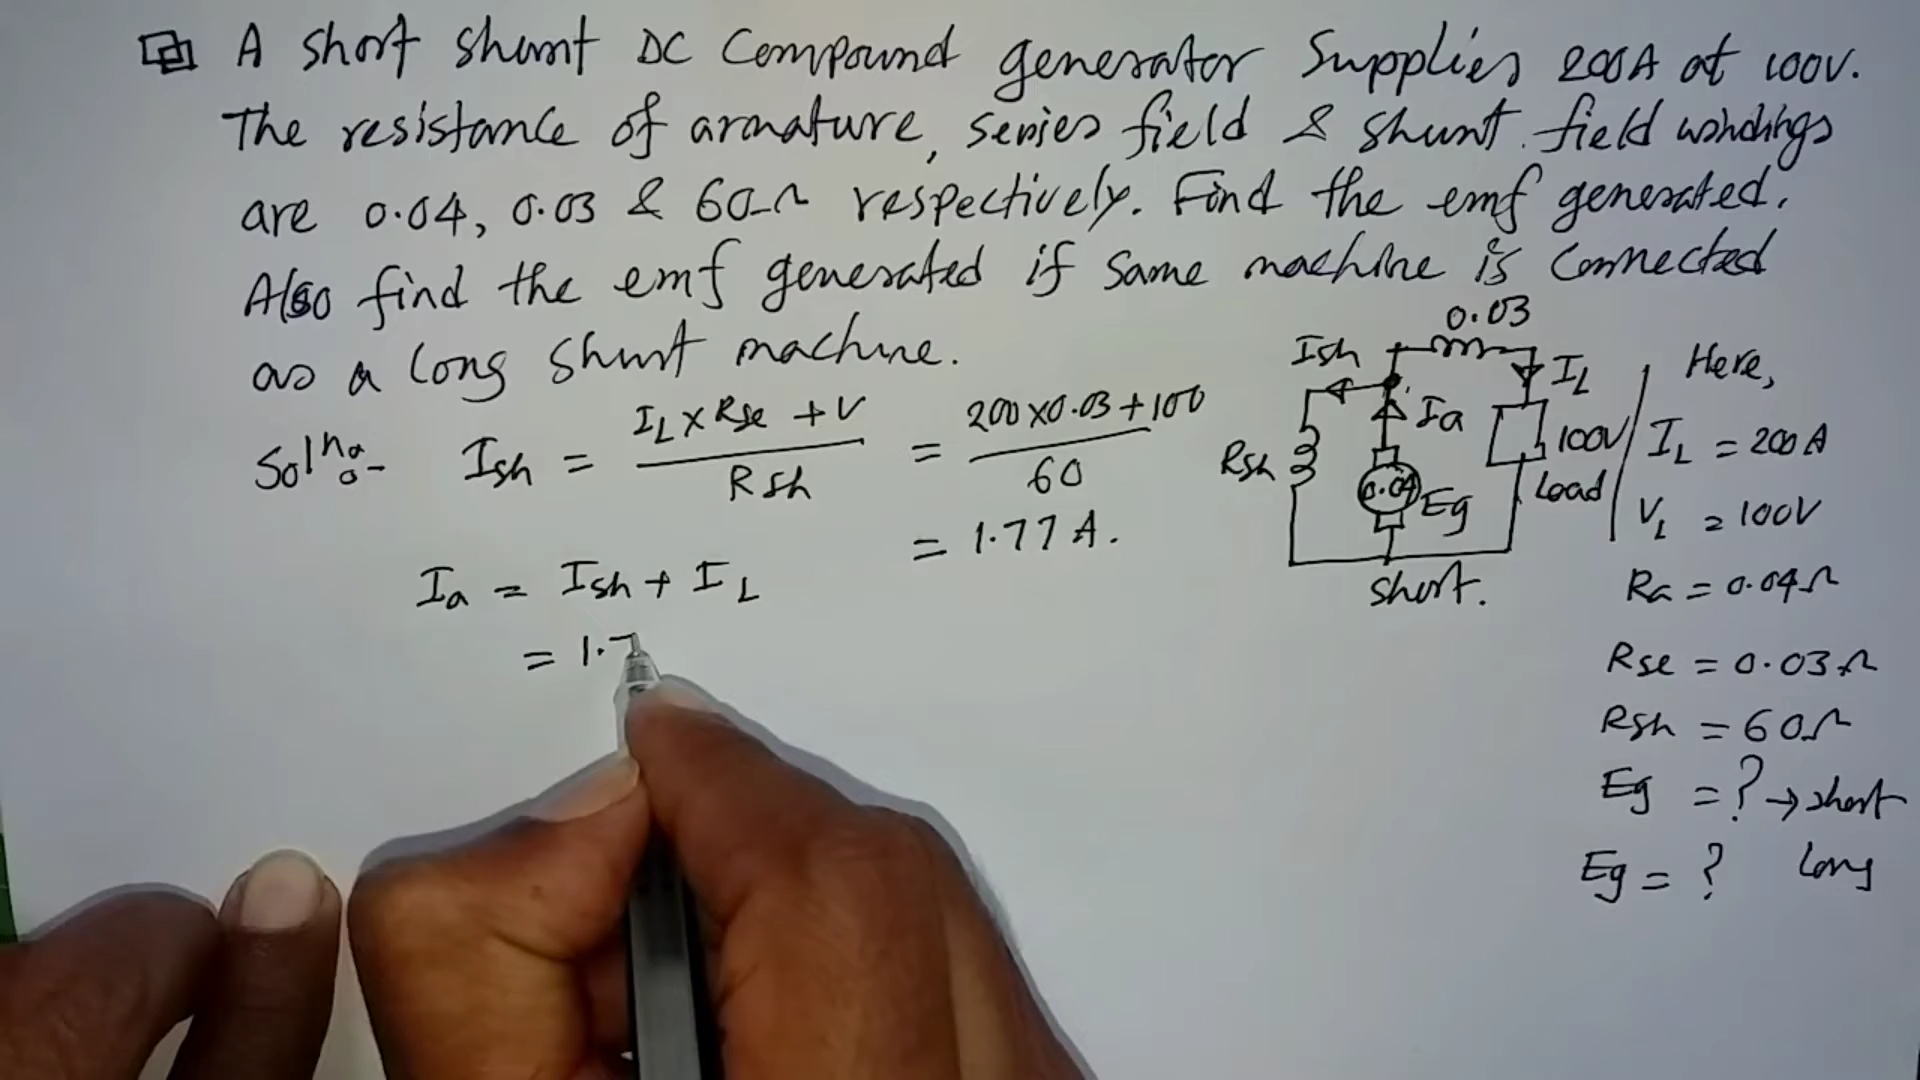 A short shunt DC Compound generator Supplies 200A at 100V.
The resistance of armature, series field & shunt field windings
are 0.04, 0.03 & 60Ω respectively. Find the emf generated.
Also find the emf generated if same machine is connected
as a long shunt machine.
Solnº:- Ish = IL x Rse + V / Rsh = 200x0.03+100 / 60
= 1.77 A.
Ia = Ish + IL
= 1.7
0.03
Ish
IL
Ia
Rsh
0.04
Eg
100V
Load
short.
Here,
IL = 200A
VL = 100V
Ra = 0.04Ω
Rse = 0.03Ω
Rsh = 60Ω
Eg = ? → short
Eg = ? Long